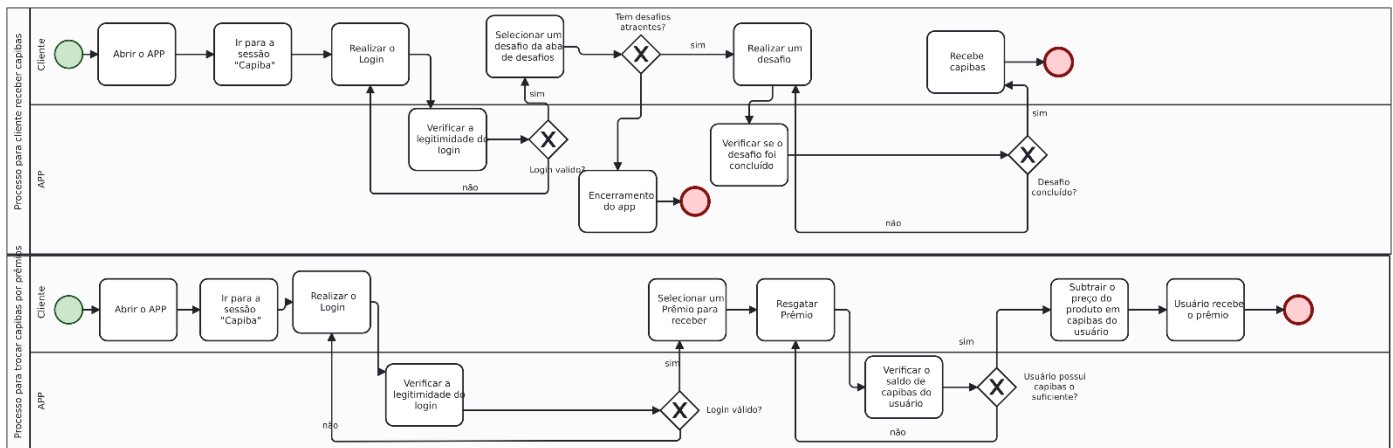 Processo para cliente receber capibas
Cliente
Abrir o APP
Ir para a
sessão
"Capiba"
Realizar o
Login
Selecionar um
desafio da aba
de desafios
Tem desafios
atraentes?
sim
Realizar um
desafio
Recebe
capibas
sim
sim
APP
Verificar a
legitimidade do
login
Login valido?
não
Encerramento
do app
Verificar se o
desafio foi
concluído
Desafio
concluído?
não
Processo para trocar capibas por prêmios
Cliente
Abrir o APP
Ir para a
sessão
"Capiba"
Realizar o
Login
Selecionar um
Prêmio para
receber
Resgatar
Prêmio
Subtrair o
preço do
produto em
capibas do
usuário
Usuário recebe
o prêmio
sim
sim
APP
Verificar a
legitimidade do
login
Login válido?
não
Verificar o
saldo de
capibas do
usuário
Usuário possui
capibas o
suficiente?
não